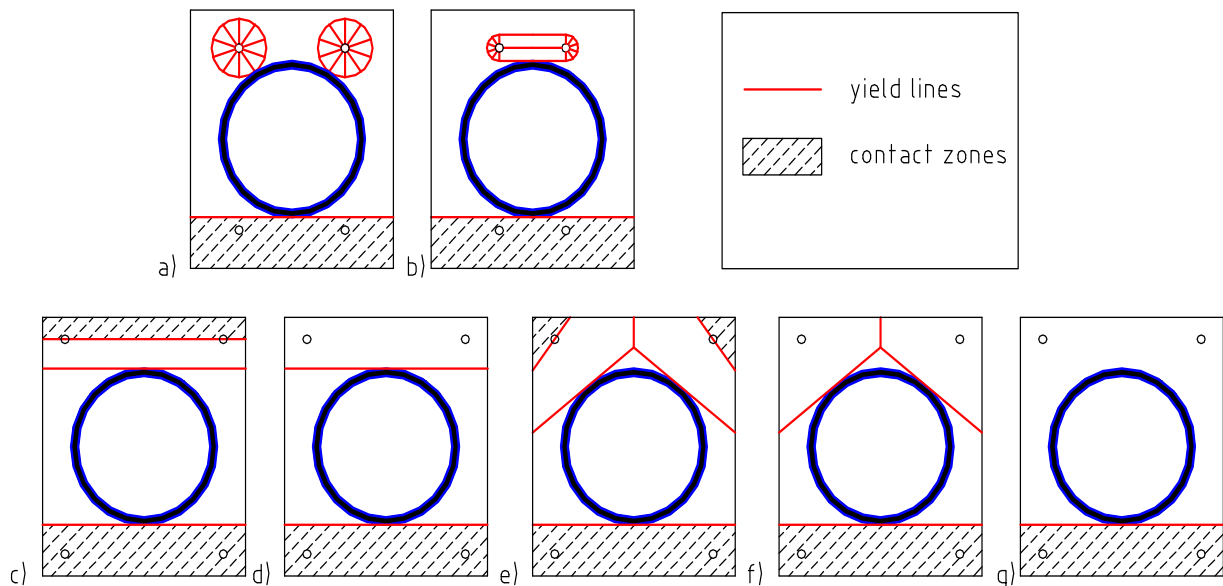 yield lines
contact zones
a)
b)
c)
d)
e)
f)
g)